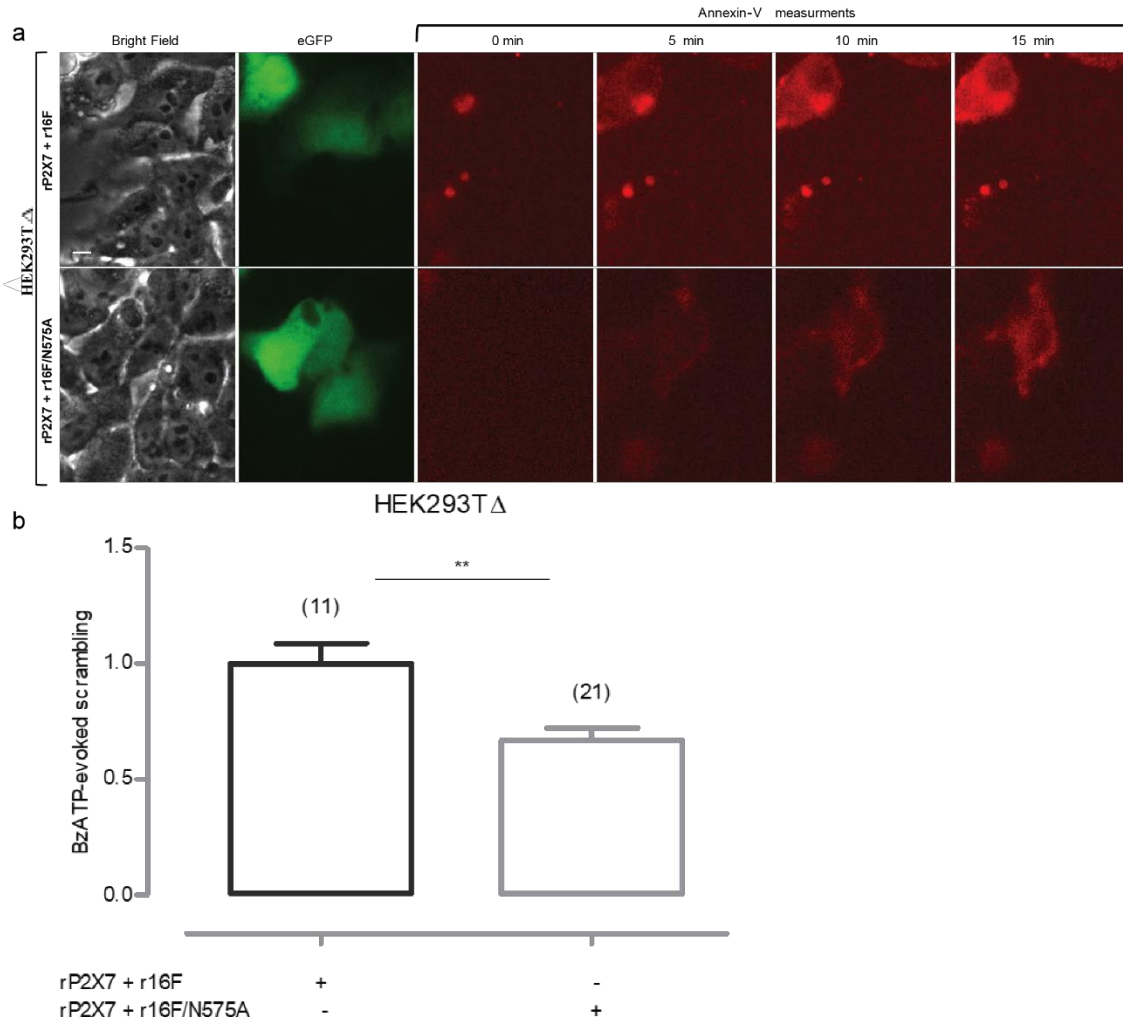 Annexin-V measurments
a
Bright Field eGFP 0 min 5 min 10 min 15 min
HEK293TΔ
rP2X7 + r16F
rP2X7 + r16F/N575A
HEK293TΔ
b
BzATP-evoked scrambling
1.5
1.0
0.5
0.0
**
(11)
(21)
rP2X7 + r16F + -
rP2X7 + r16F/N575A - +